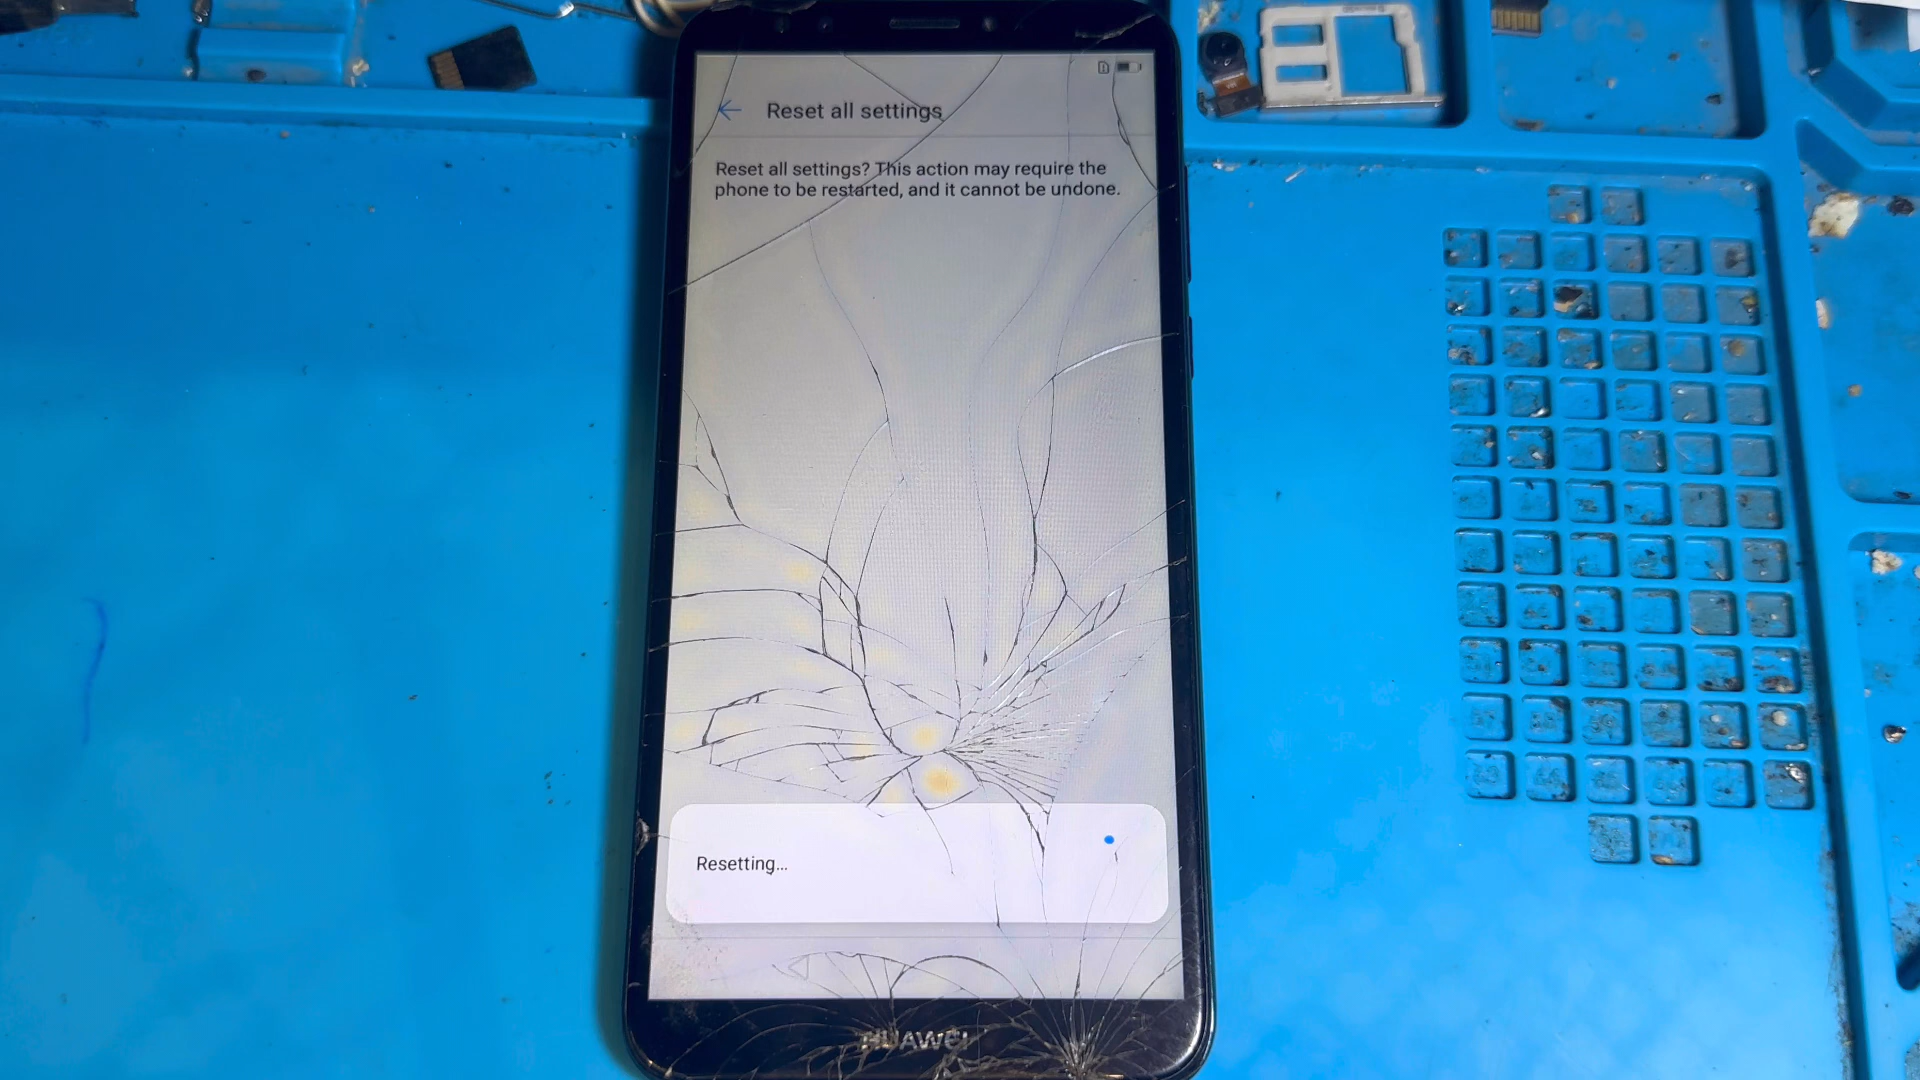 Reset all settings
Reset all settings? This action may require the
phone to be restarted, and it cannot be undone.
Resetting...
HUAWEI